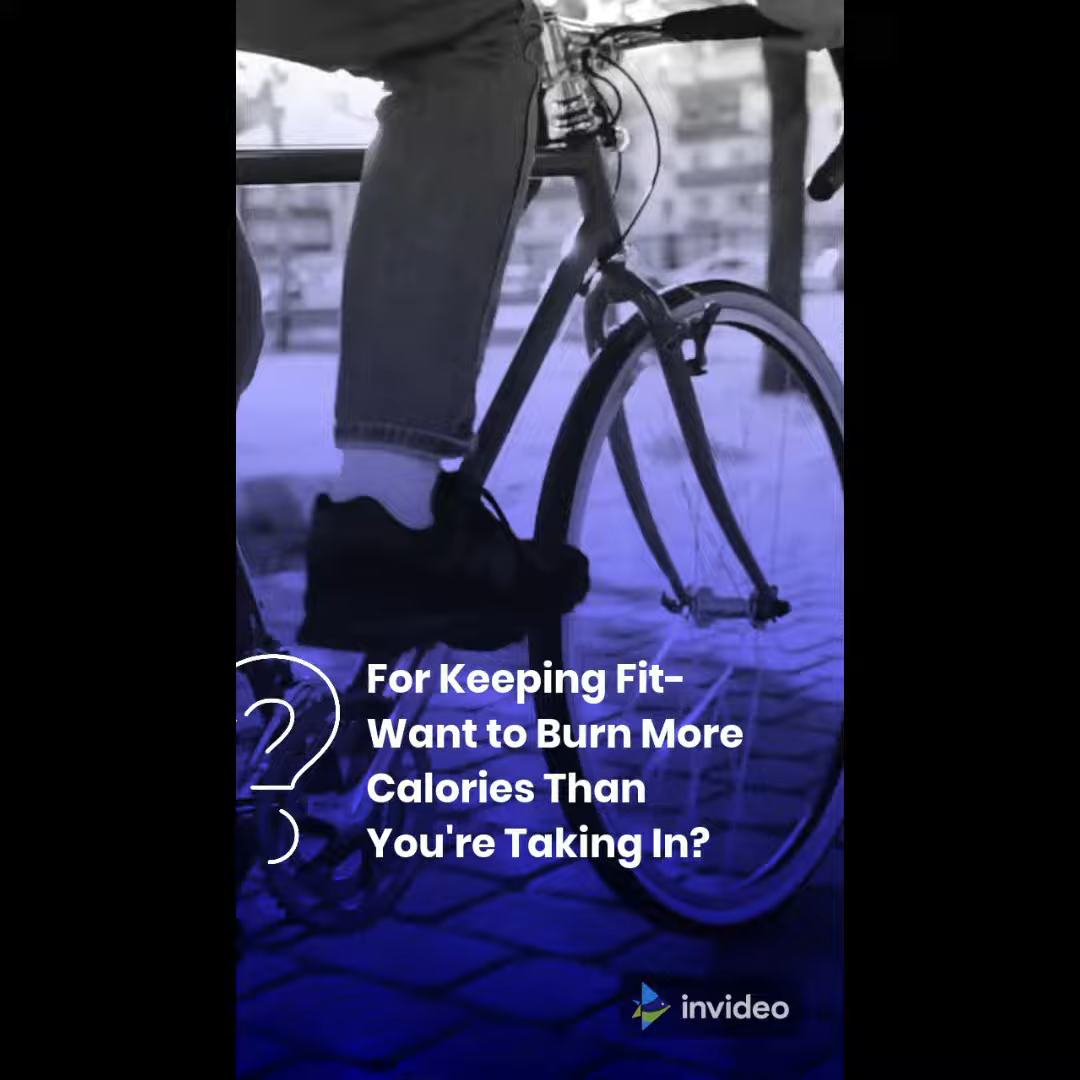 For Keeping Fit-
Want to Burn More
Calories Than
You're Taking In?
invideo